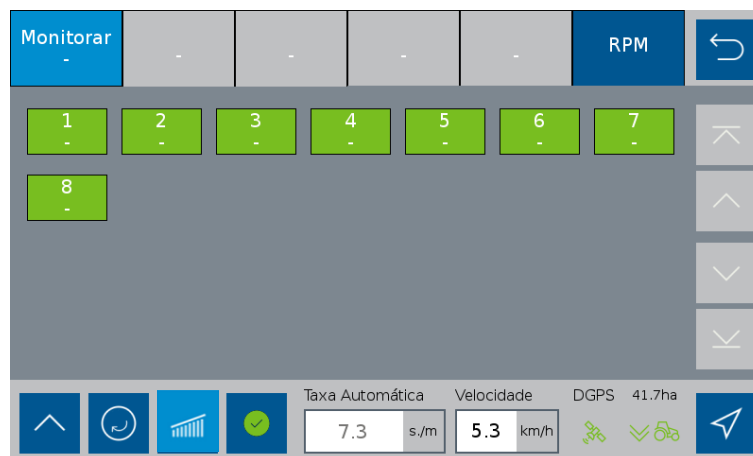 Monitorar
RPM
-
-
-
-
-
1
2
3
4
5
6
7
-
-
-
-
-
-
-
8
-
Taxa Automática
Velocidade
DGPS
41.7ha
7.3
s./m
5.3
km/h